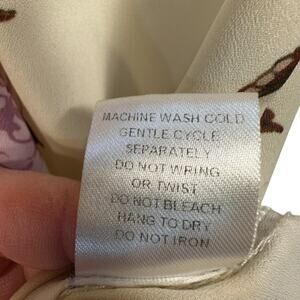 MACHINE WASH COLD
GENTLE CYCLE
SEPARATELY
DO NOT WRING
OR TWIST
DO NOT BLEACH
HANG TO DRY
DO NOT IRON